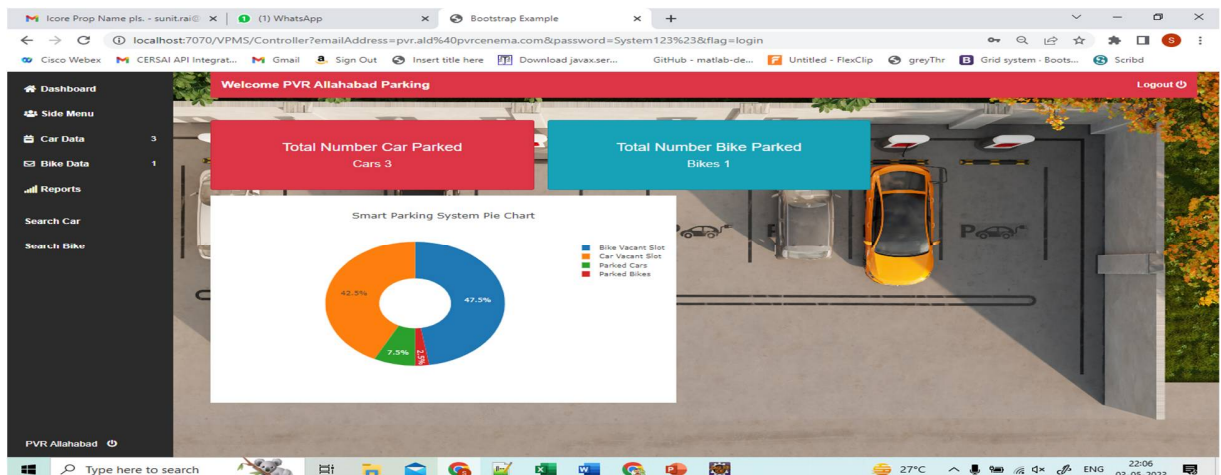 Icore Prop Name pls. - sunit.rai@
(1) WhatsApp
Bootstrap Example
localhost:7070/VPMS/Controller?emailAddress=pvr.ald%40pvrcenema.com&password=System123%23&flag=login
Cisco Webex CERSAI API Integrat... Gmail Sign Out Insert title here Download javax.ser... GitHub - matlab-de... Untitled - FlexClip greyThr Grid system · Boots... Scribd
Dashboard
Welcome PVR Allahabad Parking
Logout
Side Menu
Car Data 3
Bike Data 1
Reports
Search Car
Search Bike
Total Number Car Parked
Cars 3
Total Number Bike Parked
Bikes 1
Smart Parking System Pie Chart
Bike Vacant Slot
Car Vacant Slot
Parked Cars
Parked Bikes
42.5%
47.5%
7.5%
2.5%
P
P
PVR Allahabad
Type here to search
27°C
ENG
22:06
03-05-2023